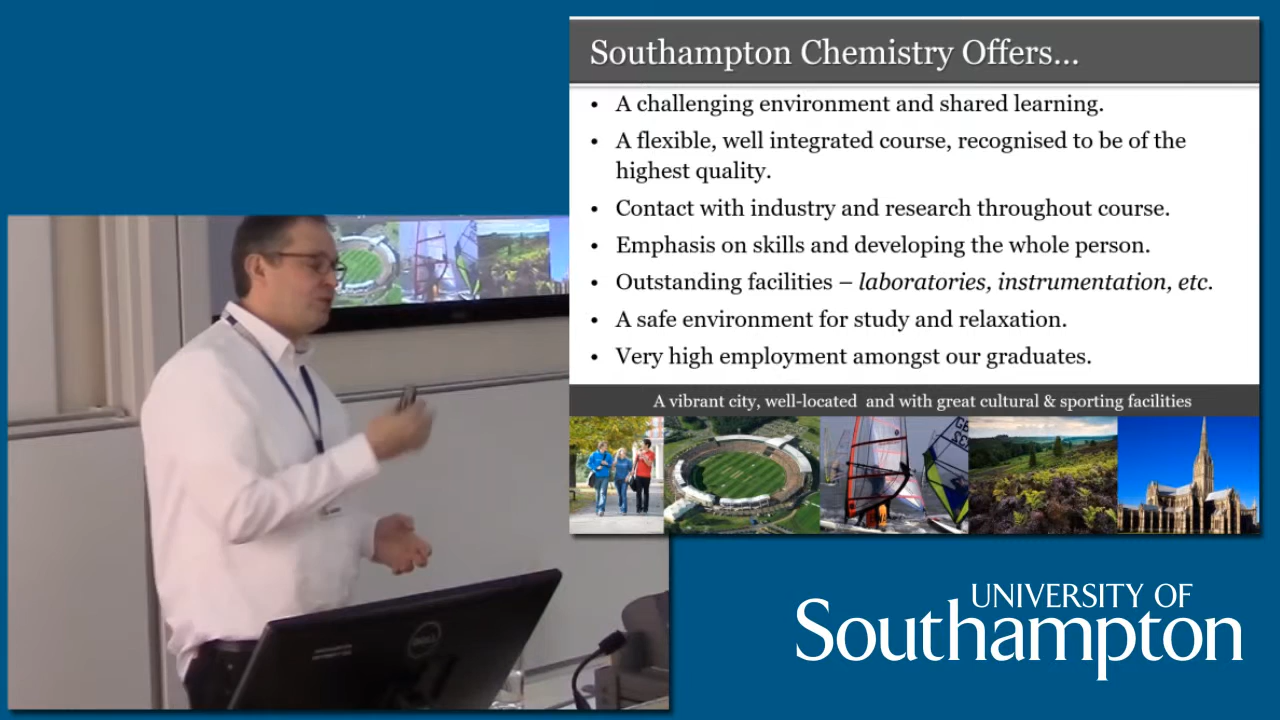 Southampton Chemistry Offers...
• A challenging environment and shared learning.
• A flexible, well integrated course, recognised to be of the
highest quality.
• Contact with industry and research throughout course.
• Emphasis on skills and developing the whole person.
• Outstanding facilities – laboratories, instrumentation, etc.
• A safe environment for study and relaxation.
• Very high employment amongst our graduates.
A vibrant city, well-located and with great cultural & sporting facilities
DELL
UNIVERSITY OF
Southampton